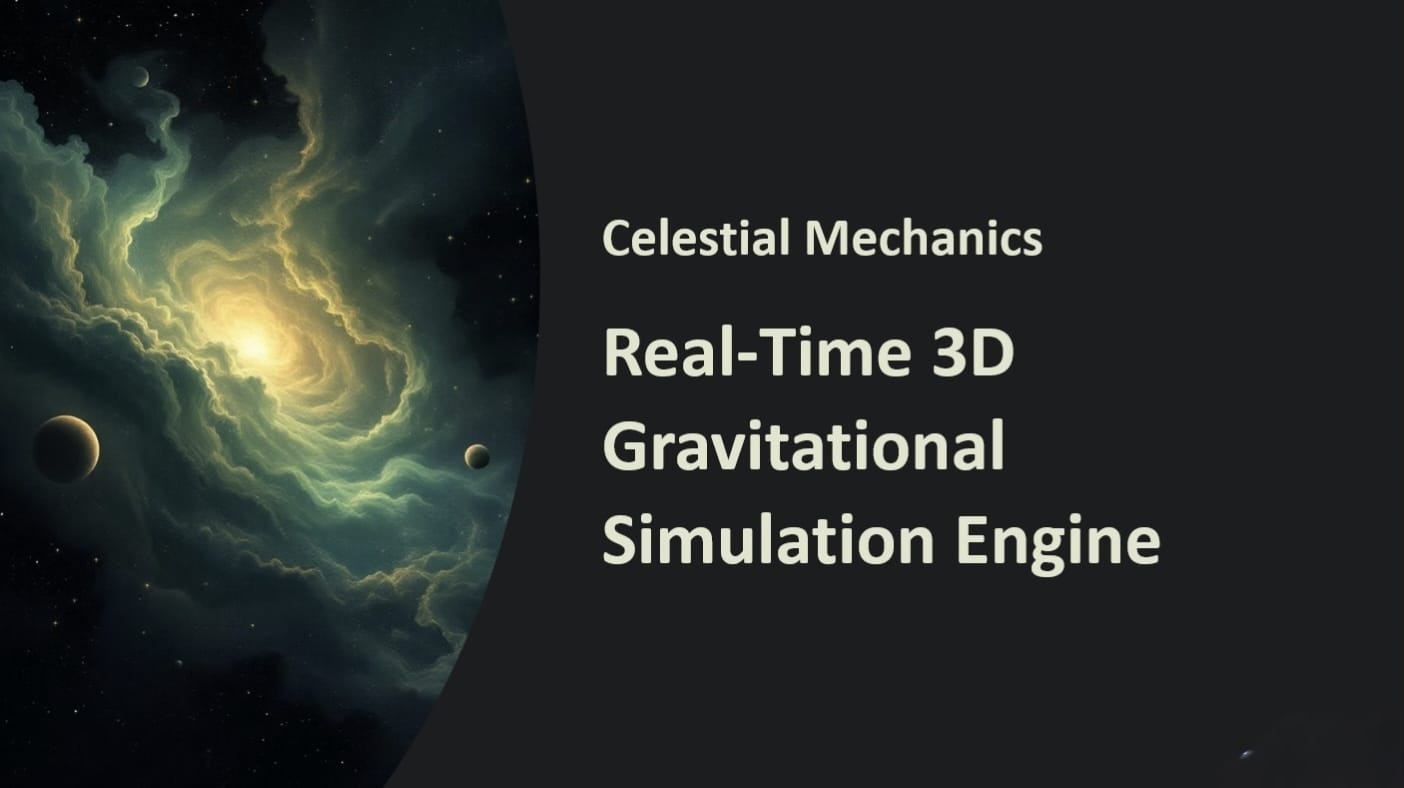 Celestial Mechanics
Real-Time 3D
Gravitational
Simulation Engine